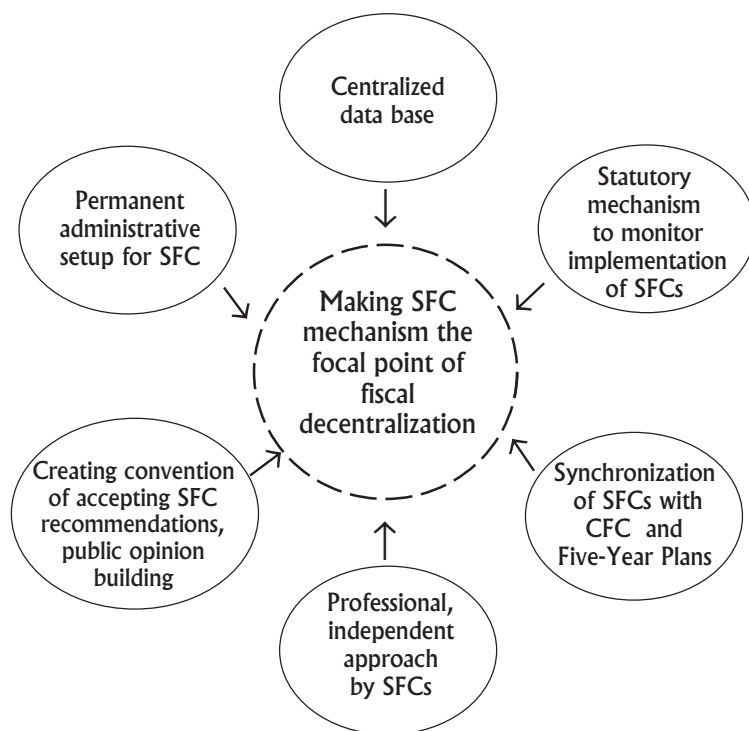 Centralized
data base
Permanent
administrative
setup for SFC
Statutory
mechanism
to monitor
implementation
of SFCs
Making SFC
mechanism the
focal point of
fiscal
decentralization
Creating convention
of accepting SFC
recommendations,
public opinion
building
Synchronization
of SFCs with
CFC and
Five-Year Plans
Professional,
independent
approach
by SFCs